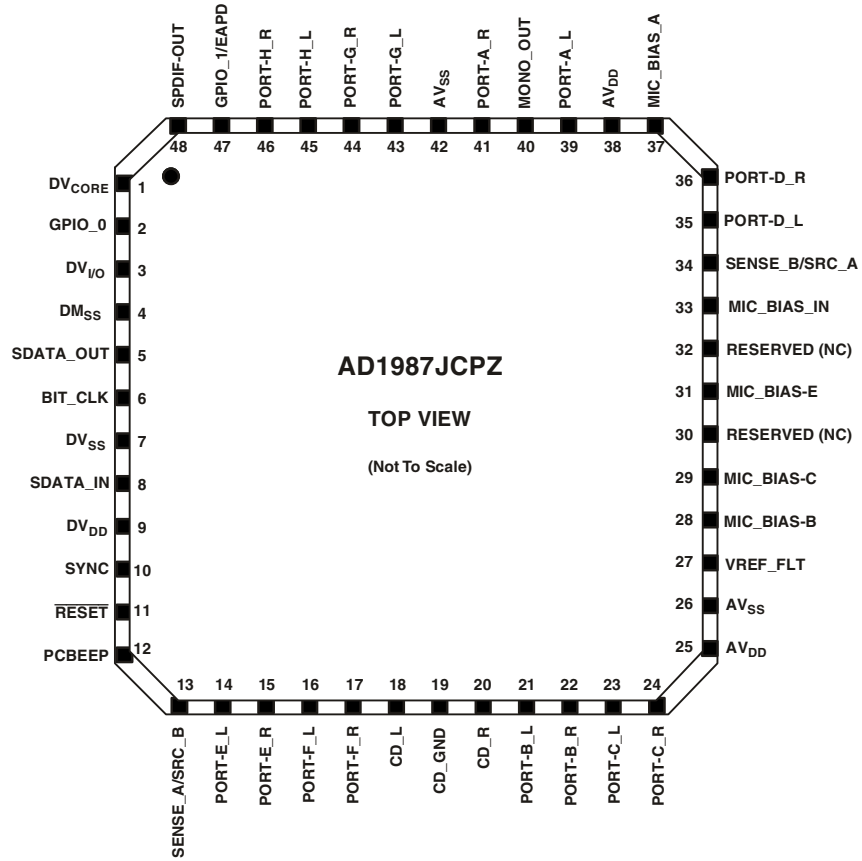 SPDIF-OUT
GPIO_1/EAPD
PORT-H_R
PORT-H_L
PORT-G_R
PORT-G_L
AVSS
PORT-A_R
MONO_OUT
PORT-A_L
AVDD
MIC_BIAS_A
48 47 46 45 44 43 42 41 40 39 38 37
DVCORE 1
GPIO_0 2
DVI/O 3
DMSS 4
SDATA_OUT 5
BIT_CLK 6
DVSS 7
SDATA_IN 8
DVDD 9
SYNC 10
RESET 11
PCBEEP 12
AD1987JCPZ
TOP VIEW
(Not To Scale)
36 PORT-D_R
35 PORT-D_L
34 SENSE_B/SRC_A
33 MIC_BIAS_IN
32 RESERVED (NC)
31 MIC_BIAS-E
30 RESERVED (NC)
29 MIC_BIAS-C
28 MIC_BIAS-B
27 VREF_FLT
26 AVSS
25 AVDD
13 14 15 16 17 18 19 20 21 22 23 24
SENSE_A/SRC_B
PORT-E_L
PORT-E_R
PORT-F_L
PORT-F_R
CD_L
CD_GND
CD_R
PORT-B_L
PORT-B_R
PORT-C_L
PORT-C_R